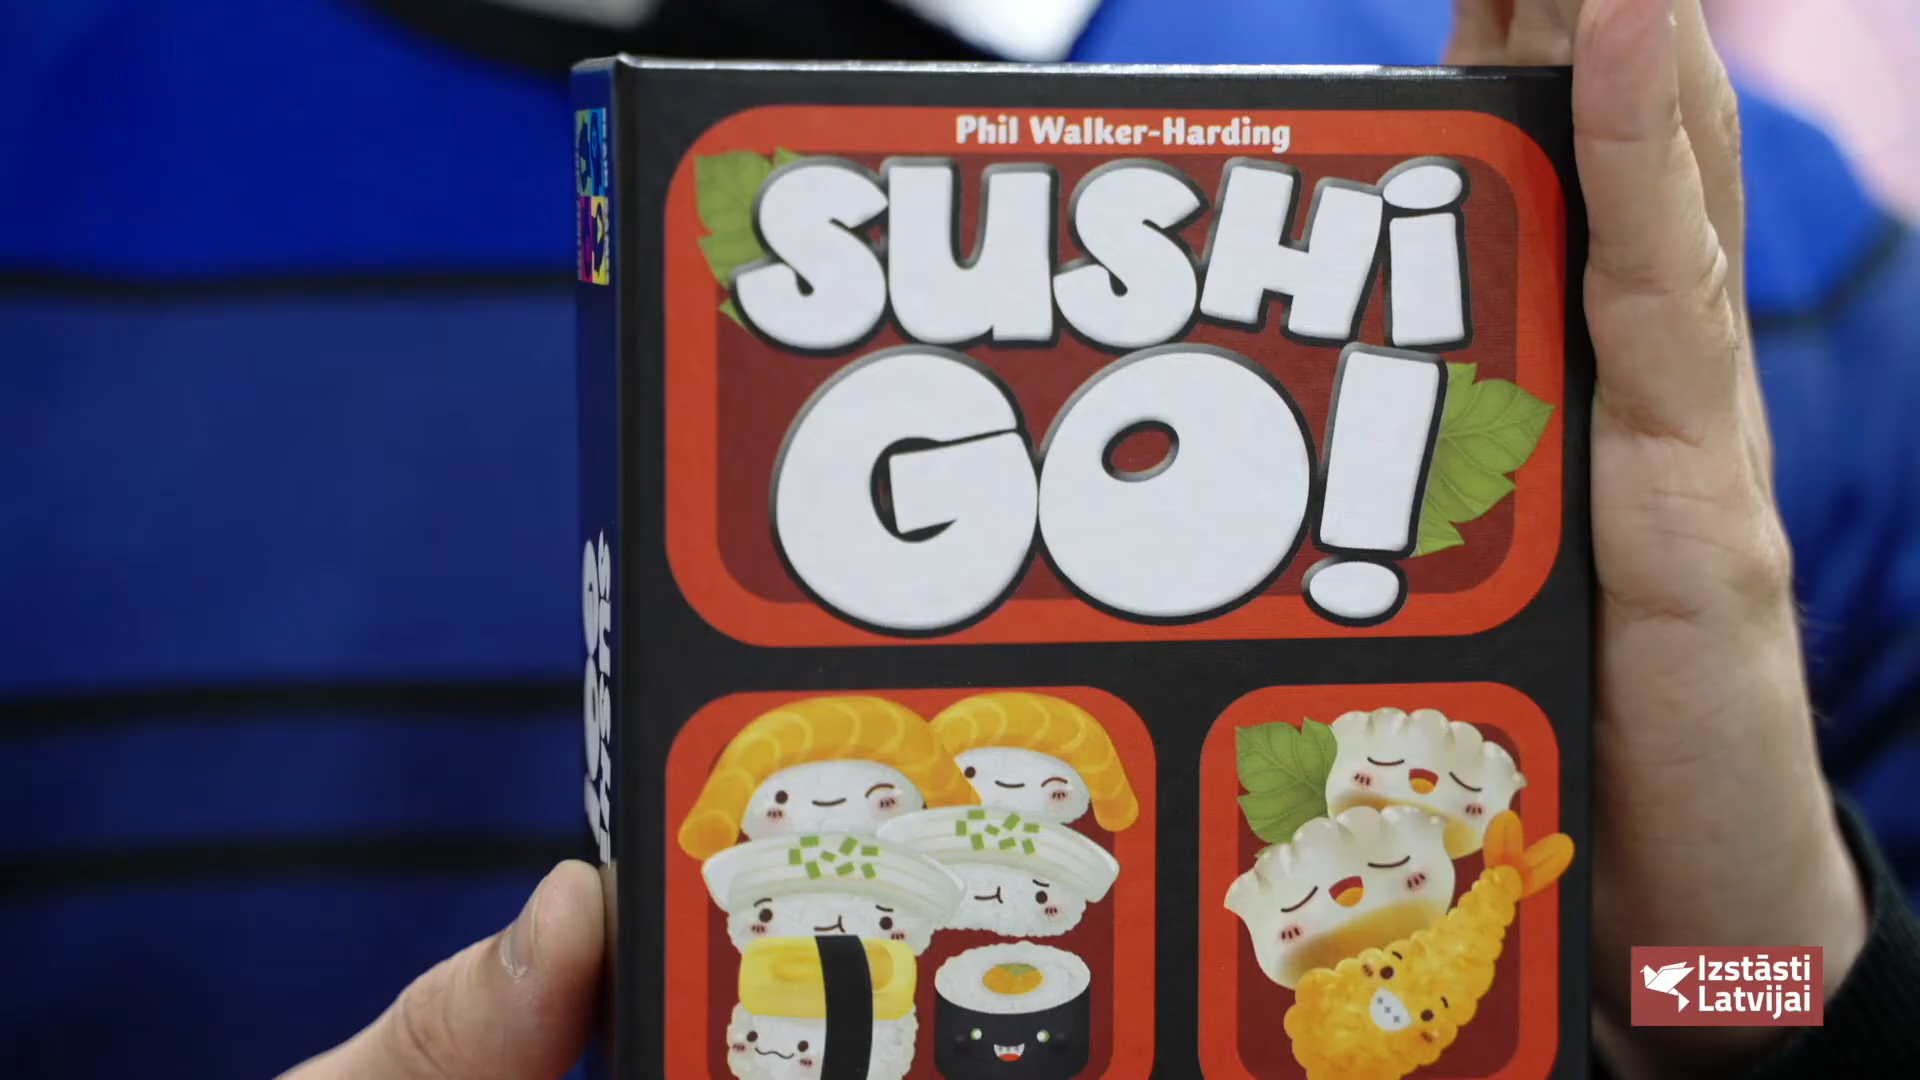 Phil Walker-Harding
SUSHi
GO!
SUSHi
GO!
Izstāsti
Latvijai